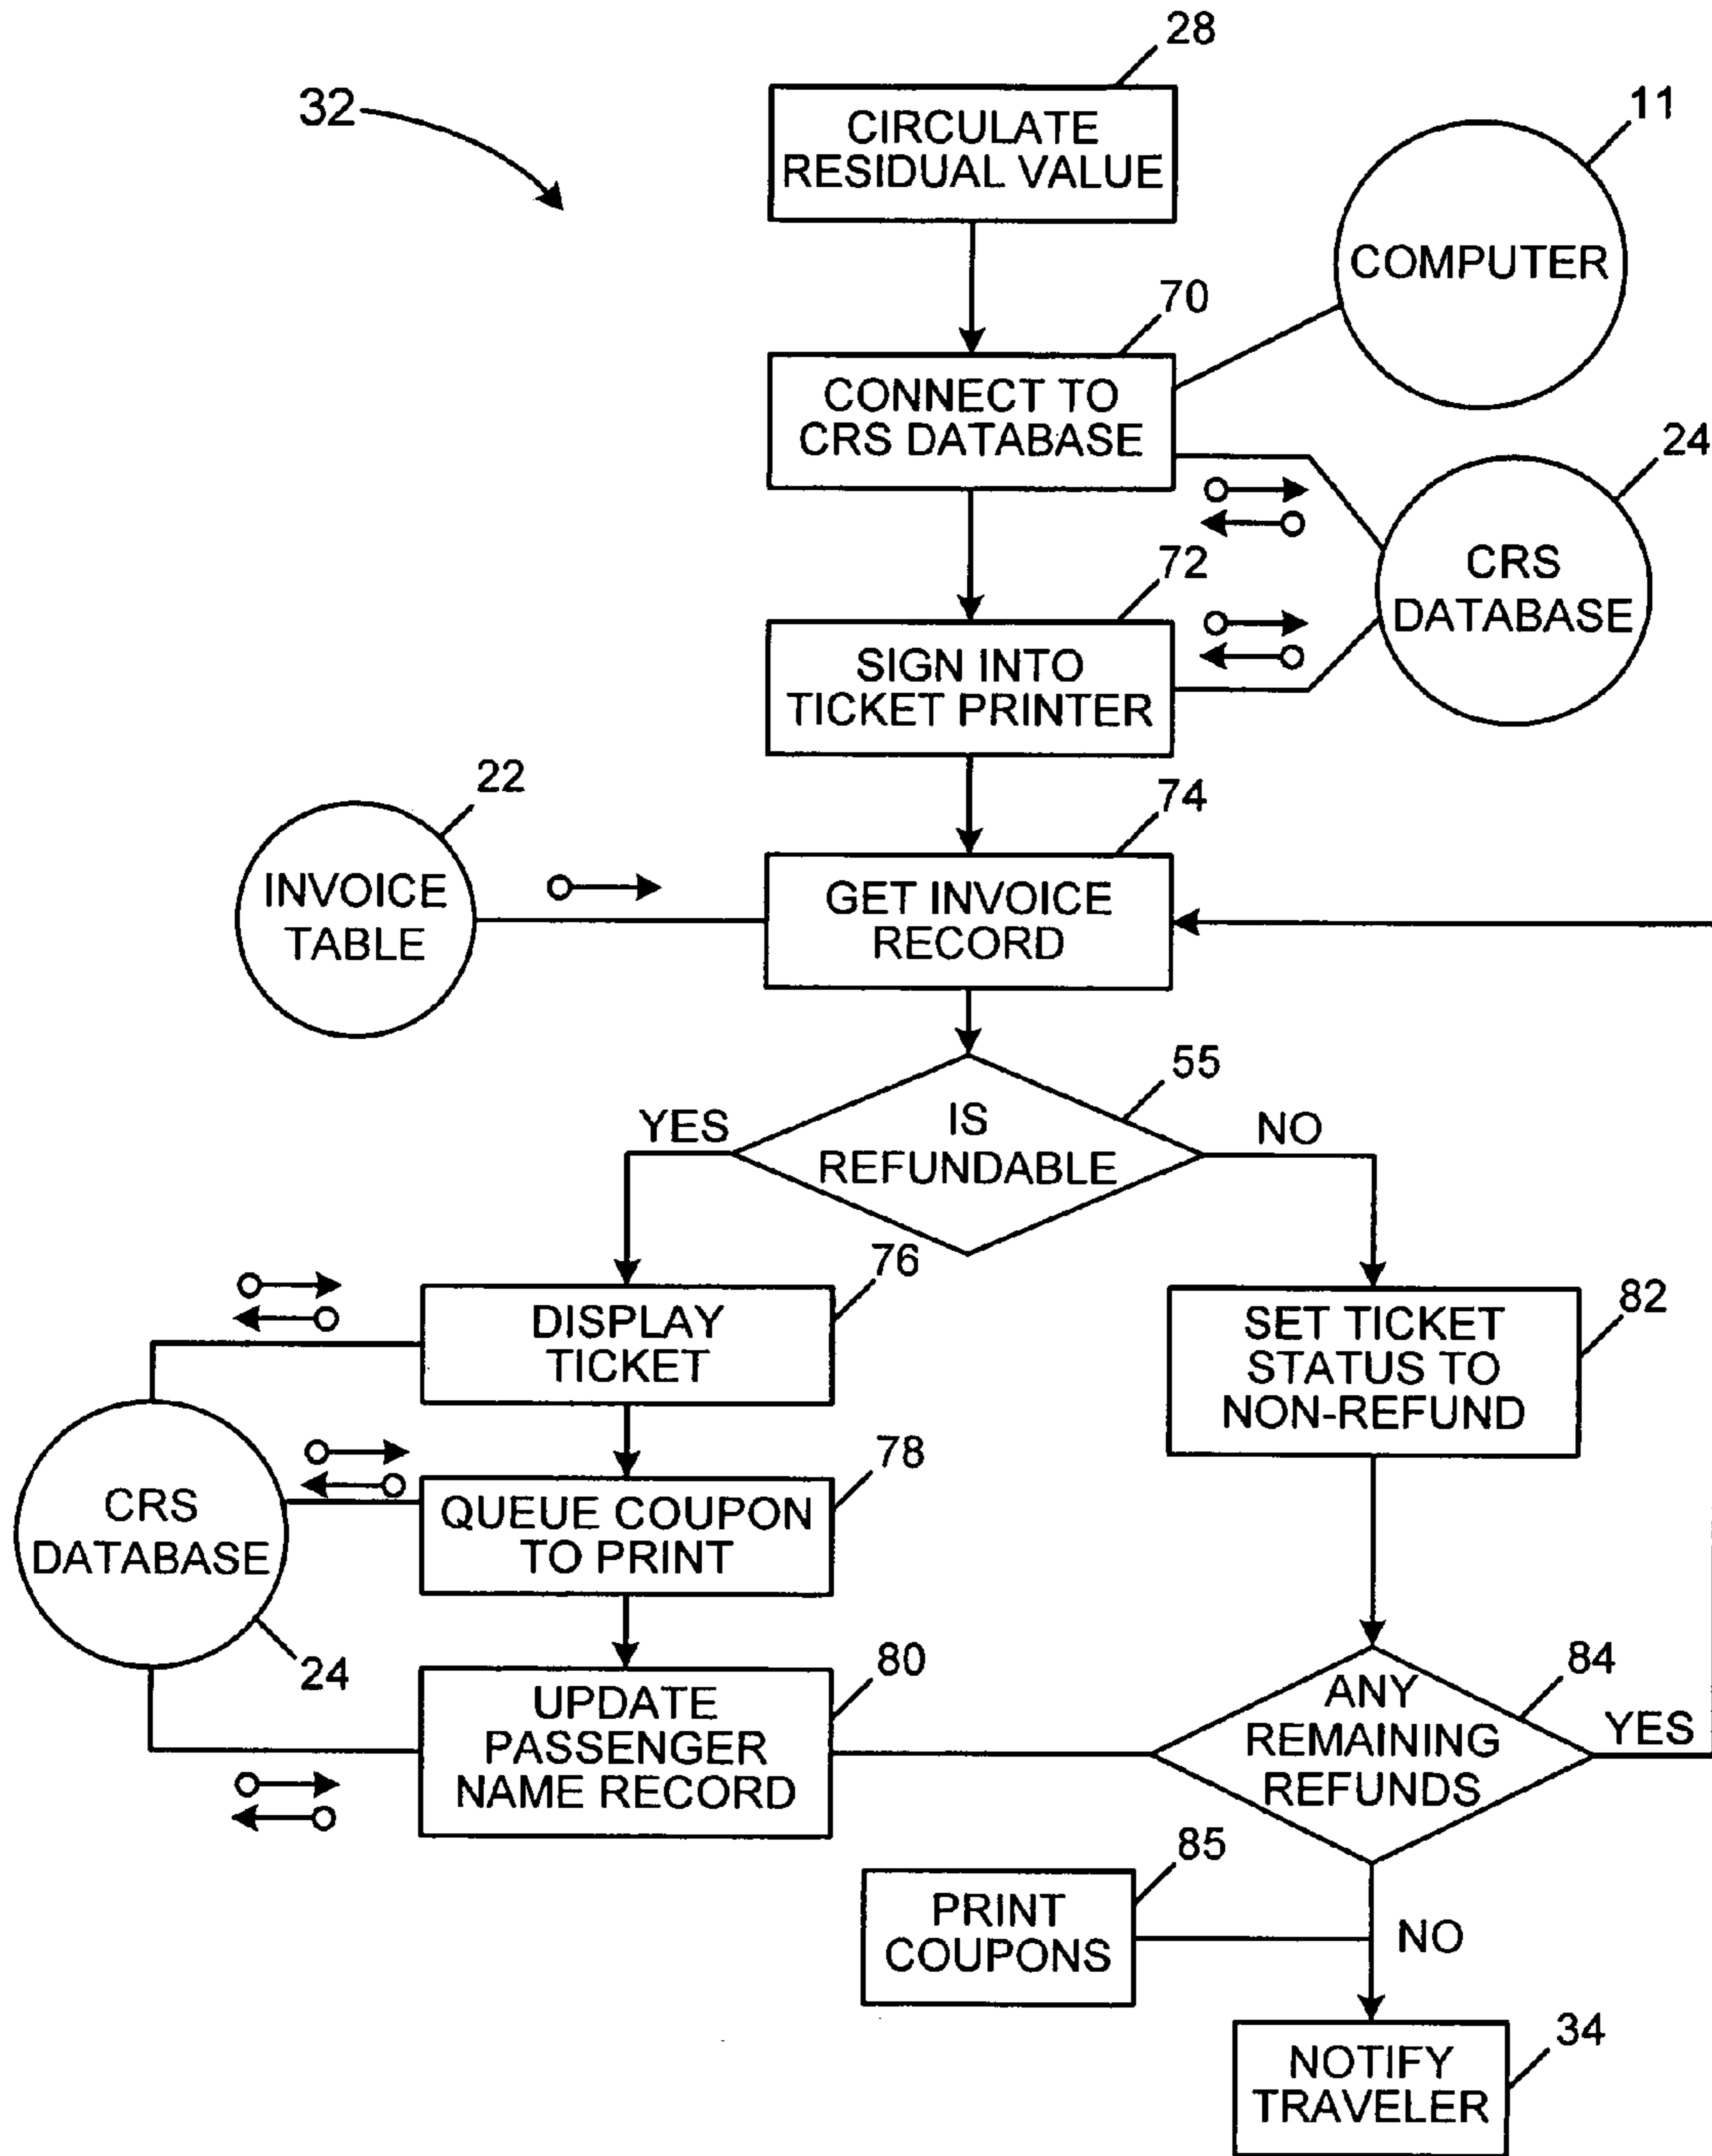 28
32
CIRCULATE
RESIDUAL VALUE
11
COMPUTER
70
CONNECT TO
CRS DATABASE
24
CRS
DATABASE
72
SIGN INTO
TICKET PRINTER
22
INVOICE
TABLE
74
GET INVOICE
RECORD
55
YES
IS
REFUNDABLE
NO
76
DISPLAY
TICKET
82
SET TICKET
STATUS TO
NON-REFUND
78
QUEUE COUPON
TO PRINT
CRS
DATABASE
24
80
UPDATE
PASSENGER
NAME RECORD
84
ANY
REMAINING
REFUNDS
YES
85
PRINT
COUPONS
NO
34
NOTIFY
TRAVELER